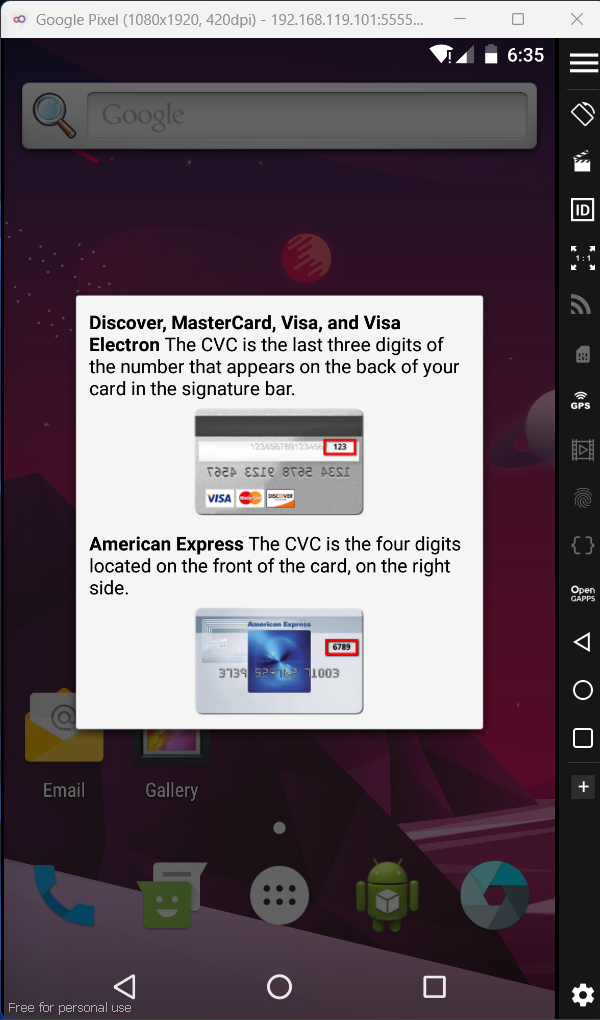 Google Pixel (1080x1920, 420dpi) - 192.168.119.101:5555...
6:35
Google
ID
1 : 1
GPS
Open
GAPPS
Discover, MasterCard, Visa, and Visa
Electron The CVC is the last three digits of
the number that appears on the back of your
card in the signature bar.
123456789123456 123
1234 5678 9123 4567
VISA MasterCard DISCOVER
American Express The CVC is the four digits
located on the front of the card, on the right
side.
American Express
6789
3739
71003
@
Email
Gallery
Free for personal use